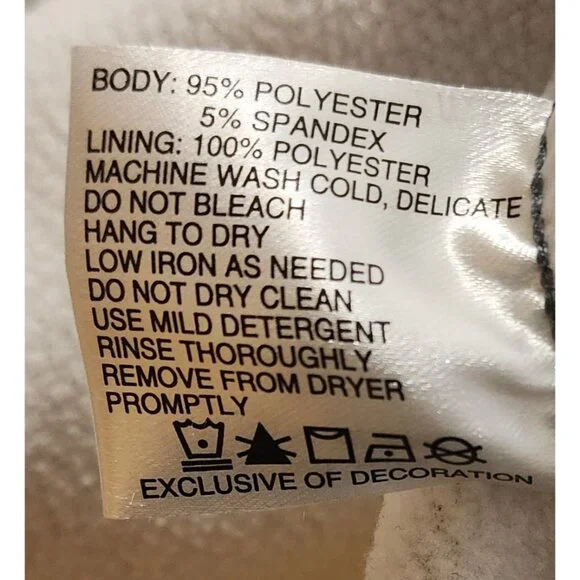 BODY: 95% POLYESTER
5% SPANDEX
LINING: 100% POLYESTER
MACHINE WASH COLD, DELICATE
DO NOT BLEACH
HANG TO DRY
LOW IRON AS NEEDED
DO NOT DRY CLEAN
USE MILD DETERGENT
RINSE THOROUGHLY
REMOVE FROM DRYER
PROMPTLY
EXCLUSIVE OF DECORATION